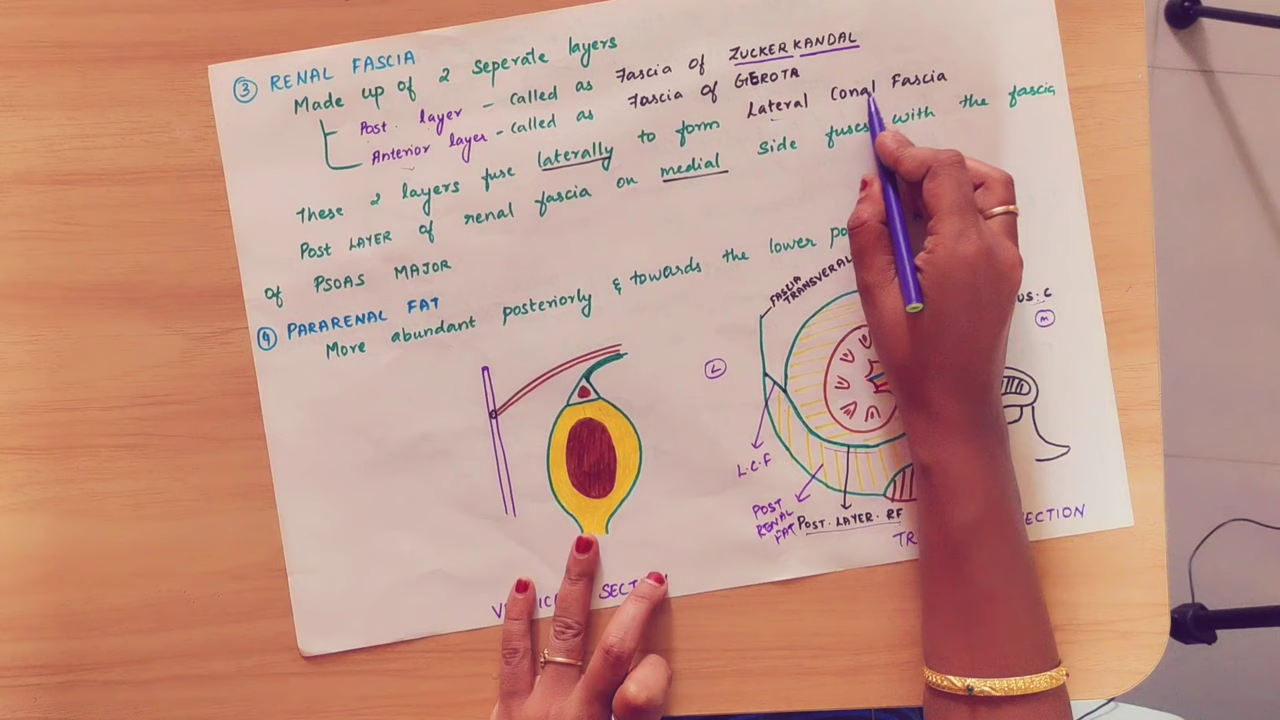 ③ RENAL FASCIA
Made up of 2 seperate layers
Post. layer - called as Fascia of ZUCKERKANDAL
Anterior layer - called as Fascia of GEROTA
These 2 layers fuse laterally to form Lateral Conal Fascia
Post LAYER of renal fascia on medial side fuses with the fascia
of PSOAS MAJOR
④ PARARENAL FAT
More abundant posteriorly & towards the lower
FASCIA
TRANSVERAL
US.C
M
L
L.C.F
POST
RENAL
FAT
POST. LAYER. RF